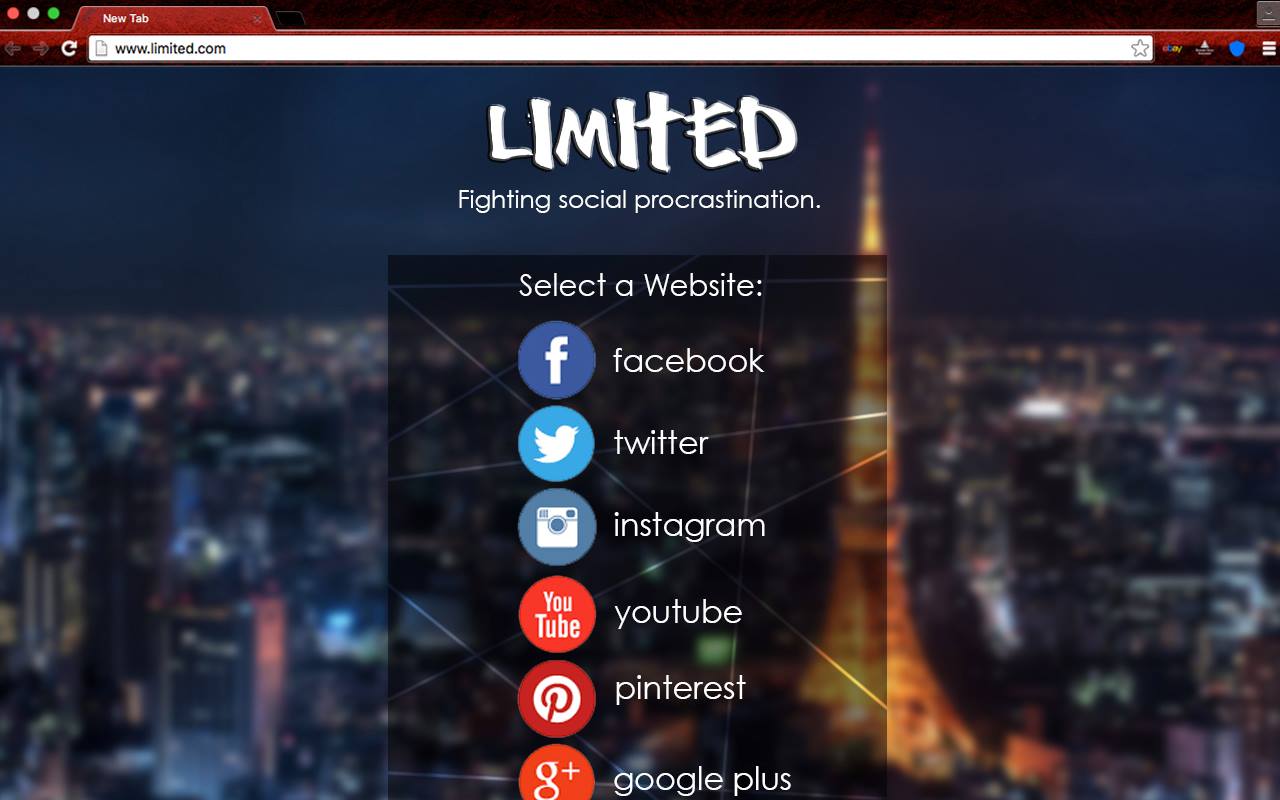 New Tab
www.limited.com
ebay
LIMITED
Fighting social procrastination.
Select a Website:
f facebook
twitter
instagram
You
Tube youtube
pinterest
g+ google plus